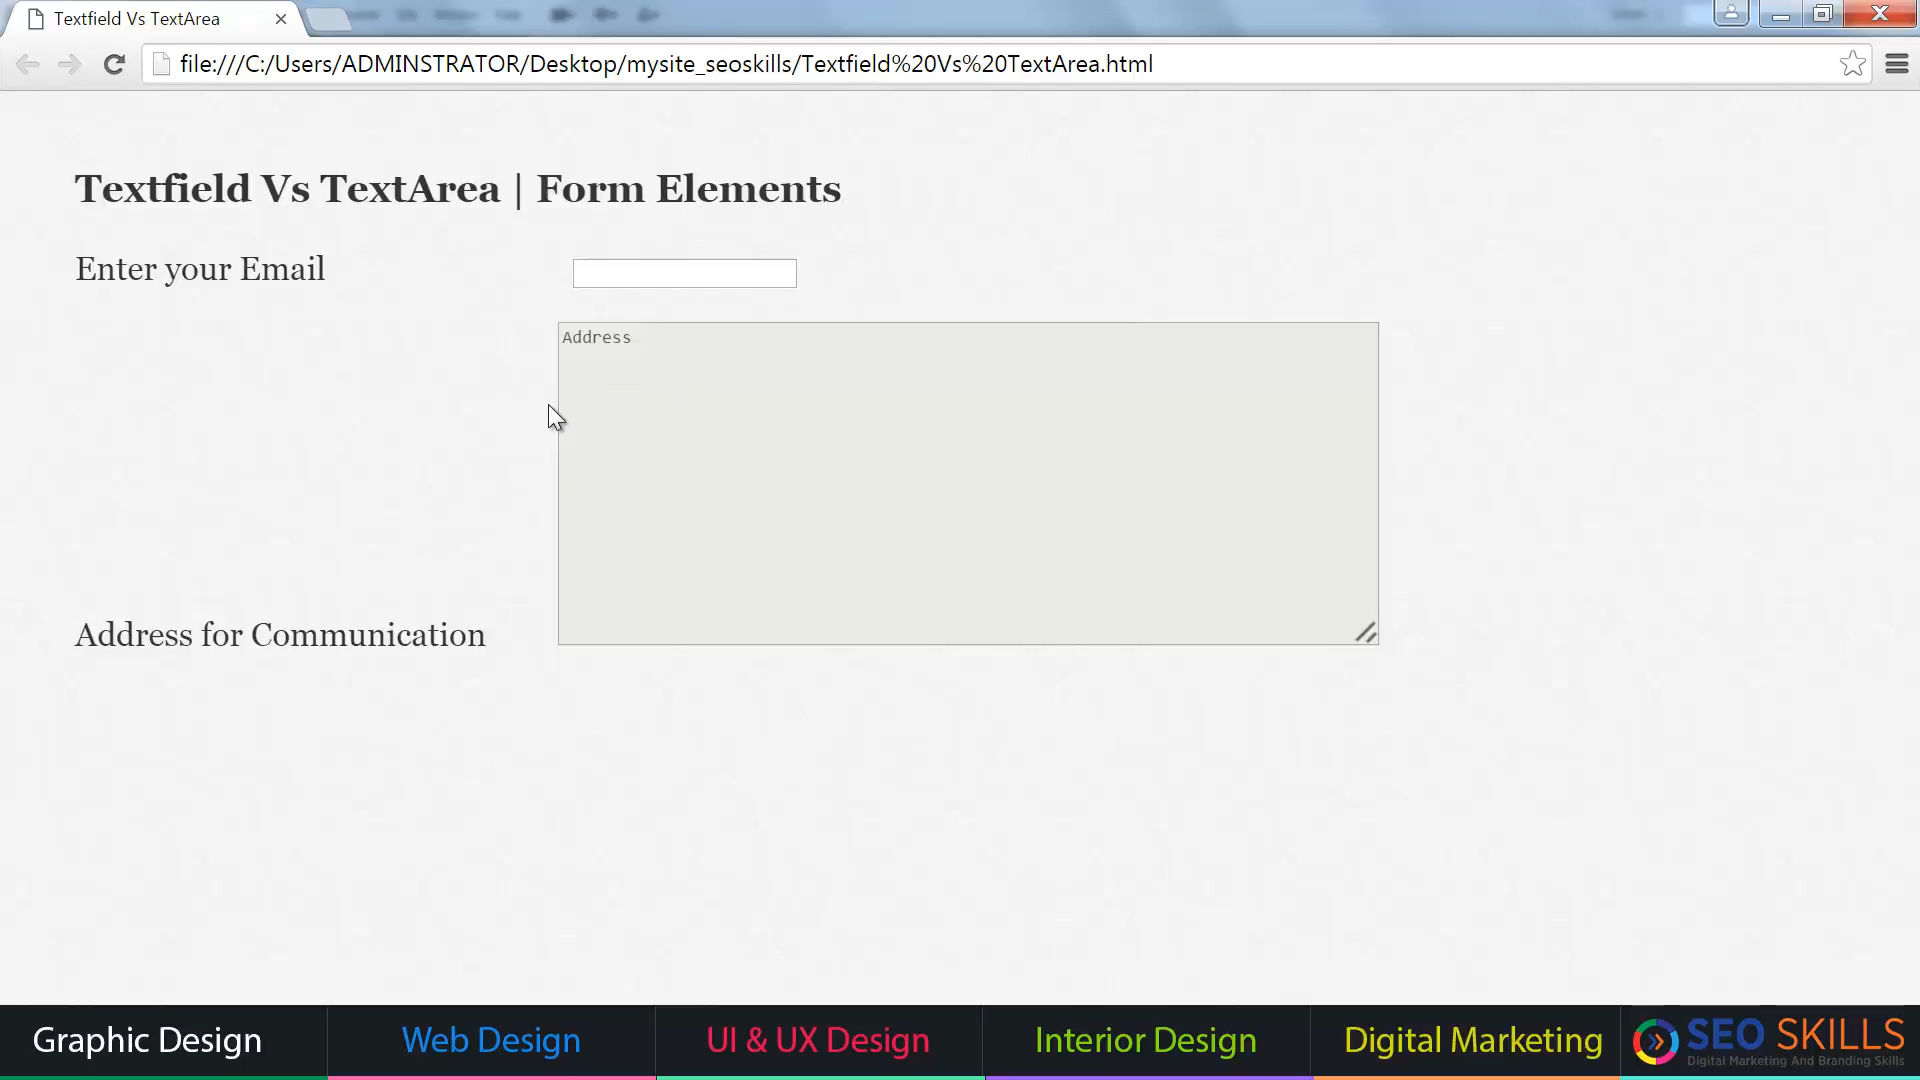 Textfield Vs TextArea
file:///C:/Users/ADMINSTRATOR/Desktop/mysite_seoskills/Textfield%20Vs%20TextArea.html
Textfield Vs TextArea | Form Elements
Enter your Email
Address
Address for Communication
Graphic Design
Web Design
UI & UX Design
Interior Design
Digital Marketing
SEO SKILLS
Digital Marketing And Branding Skills